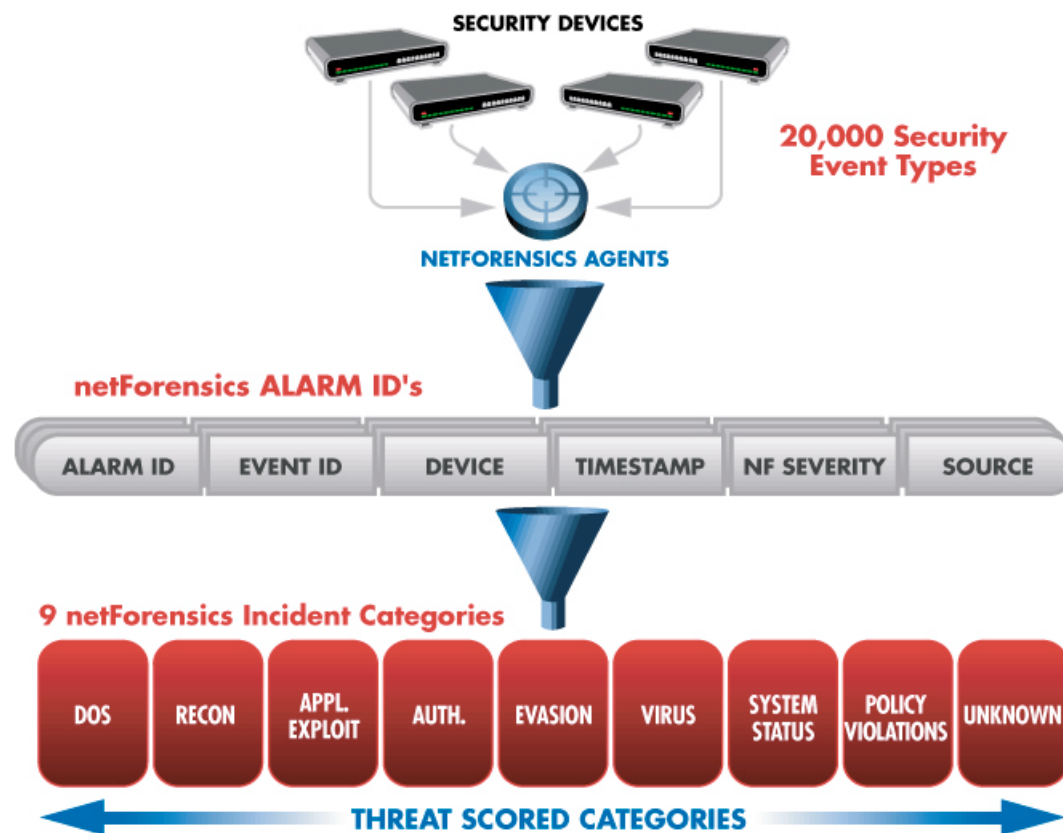 SECURITY DEVICES
20,000 Security
Event Types
NETFORENSICS AGENTS
netForensics ALARM ID's
ALARM ID
EVENT ID
DEVICE
TIMESTAMP
NF SEVERITY
SOURCE
9 netForensics Incident Categories
DOS
RECON
APPL.
EXPLOIT
AUTH.
EVASION
VIRUS
SYSTEM
STATUS
POLICY
VIOLATIONS
UNKNOWN
THREAT SCORED CATEGORIES